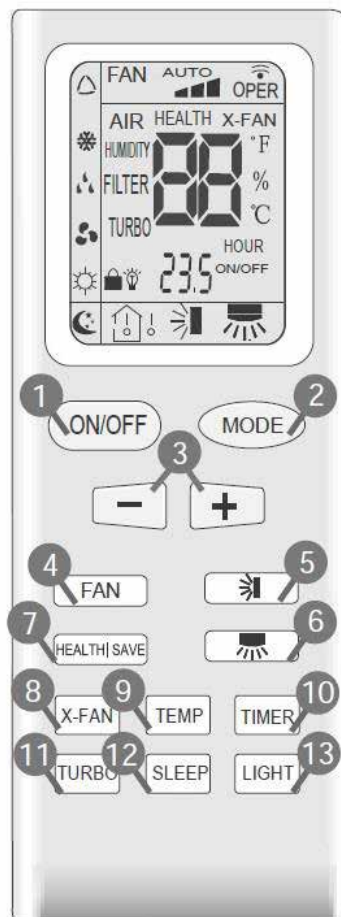 FAN AUTO OPER
AIR HEALTH X-FAN
HUMIDITY 88 °F
FILTER %
°C
TURBO
HOUR
23.5 ON/OFF
1 2
ON/OFF MODE
3
− +
4 5
FAN
7 6
HEALTH SAVE
8 9 10
X-FAN TEMP TIMER
11 12 13
TURBO SLEEP LIGHT